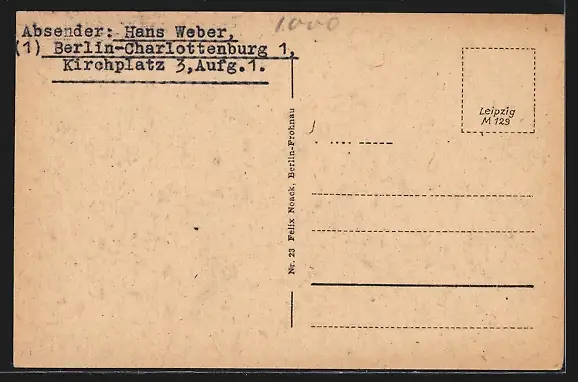 1000
Absender: Hans Weber,
(1) Berlin-Charlottenburg 1,
Kirchplatz 3,Aufg.1.
Nr. 23 Felix Noack, Berlin-Frohnau
Leipzig
M 129